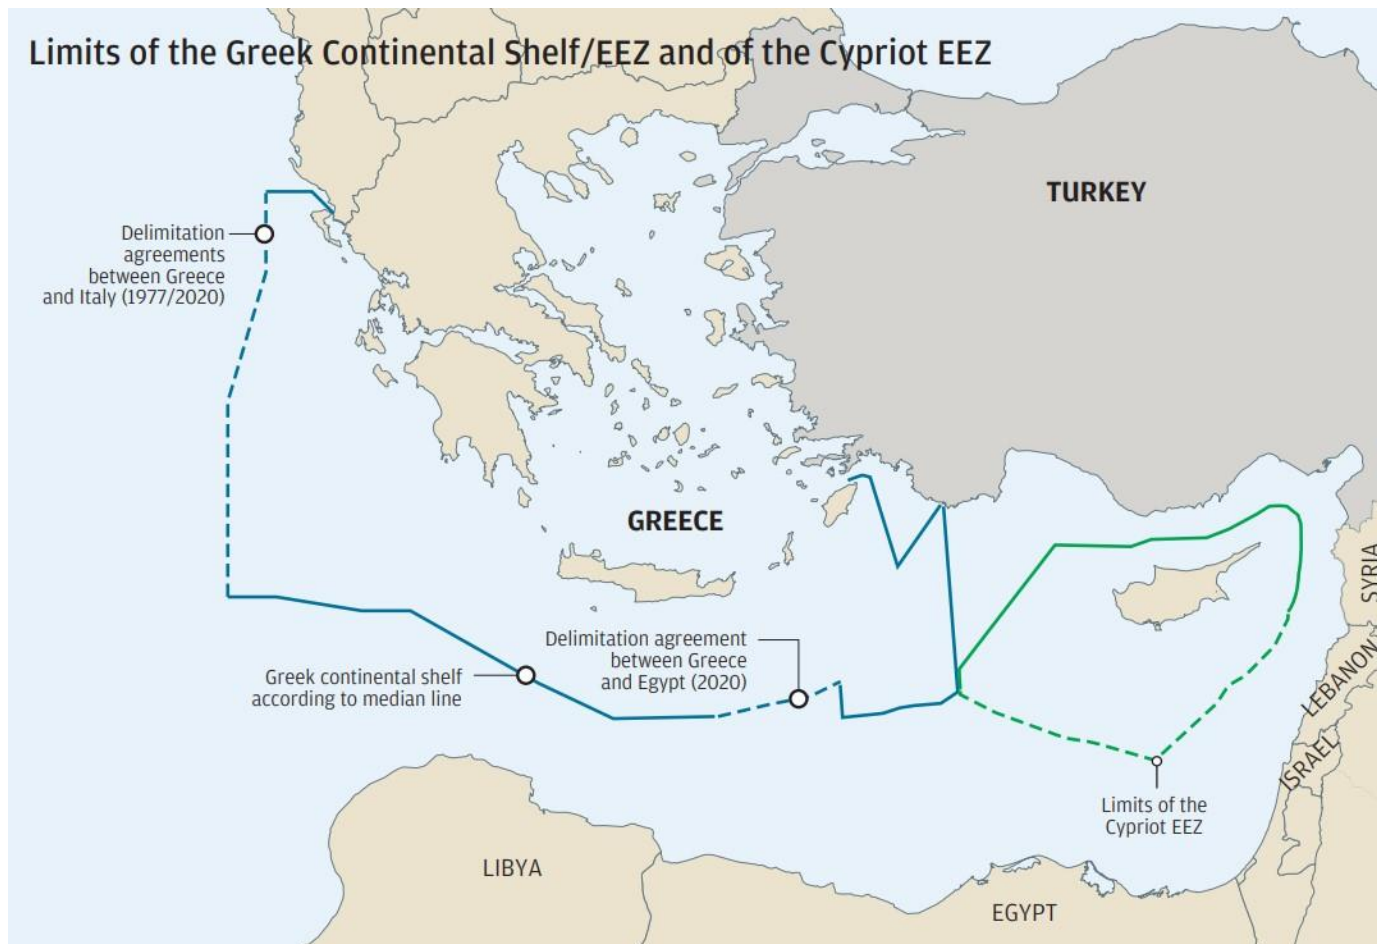 Limits of the Greek Continental Shelf/EEZ and of the Cypriot EEZ
TURKEY
Delimitation
agreements
between Greece
and Italy (1977/2020)
GREECE
SYRIA
Delimitation agreement
between Greece
and Egypt (2020)
Greek continental shelf
according to median line
LEBANON
ISRAEL
Limits of the
Cypriot EEZ
LIBYA
EGYPT